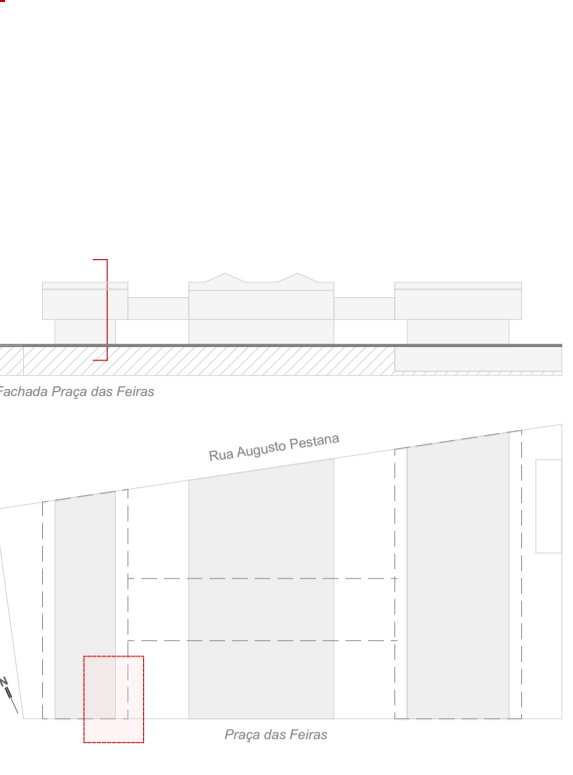 Fachada Praça das Feiras
Rua Augusto Pestana
N
Praça das Feiras